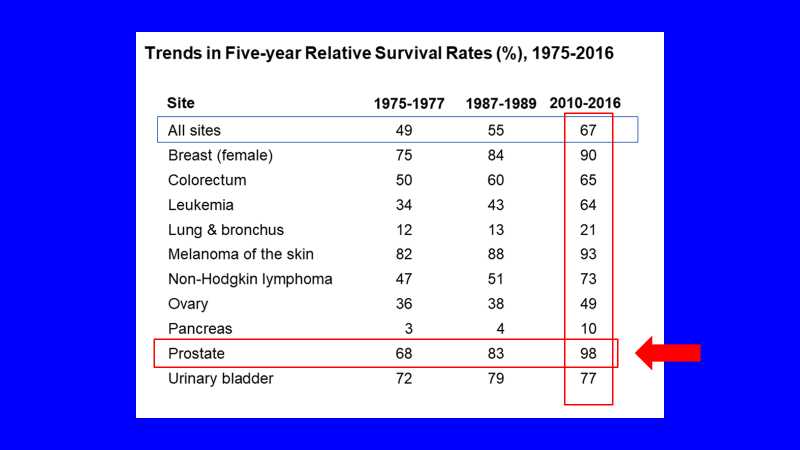 Trends in Five-year Relative Survival Rates (%), 1975-2016
Site 1975-1977 1987-1989 2010-2016
All sites 49 55 67
Breast (female) 75 84 90
Colorectum 50 60 65
Leukemia 34 43 64
Lung & bronchus 12 13 21
Melanoma of the skin 82 88 93
Non-Hodgkin lymphoma 47 51 73
Ovary 36 38 49
Pancreas 3 4 10
Prostate 68 83 98
Urinary bladder 72 79 77